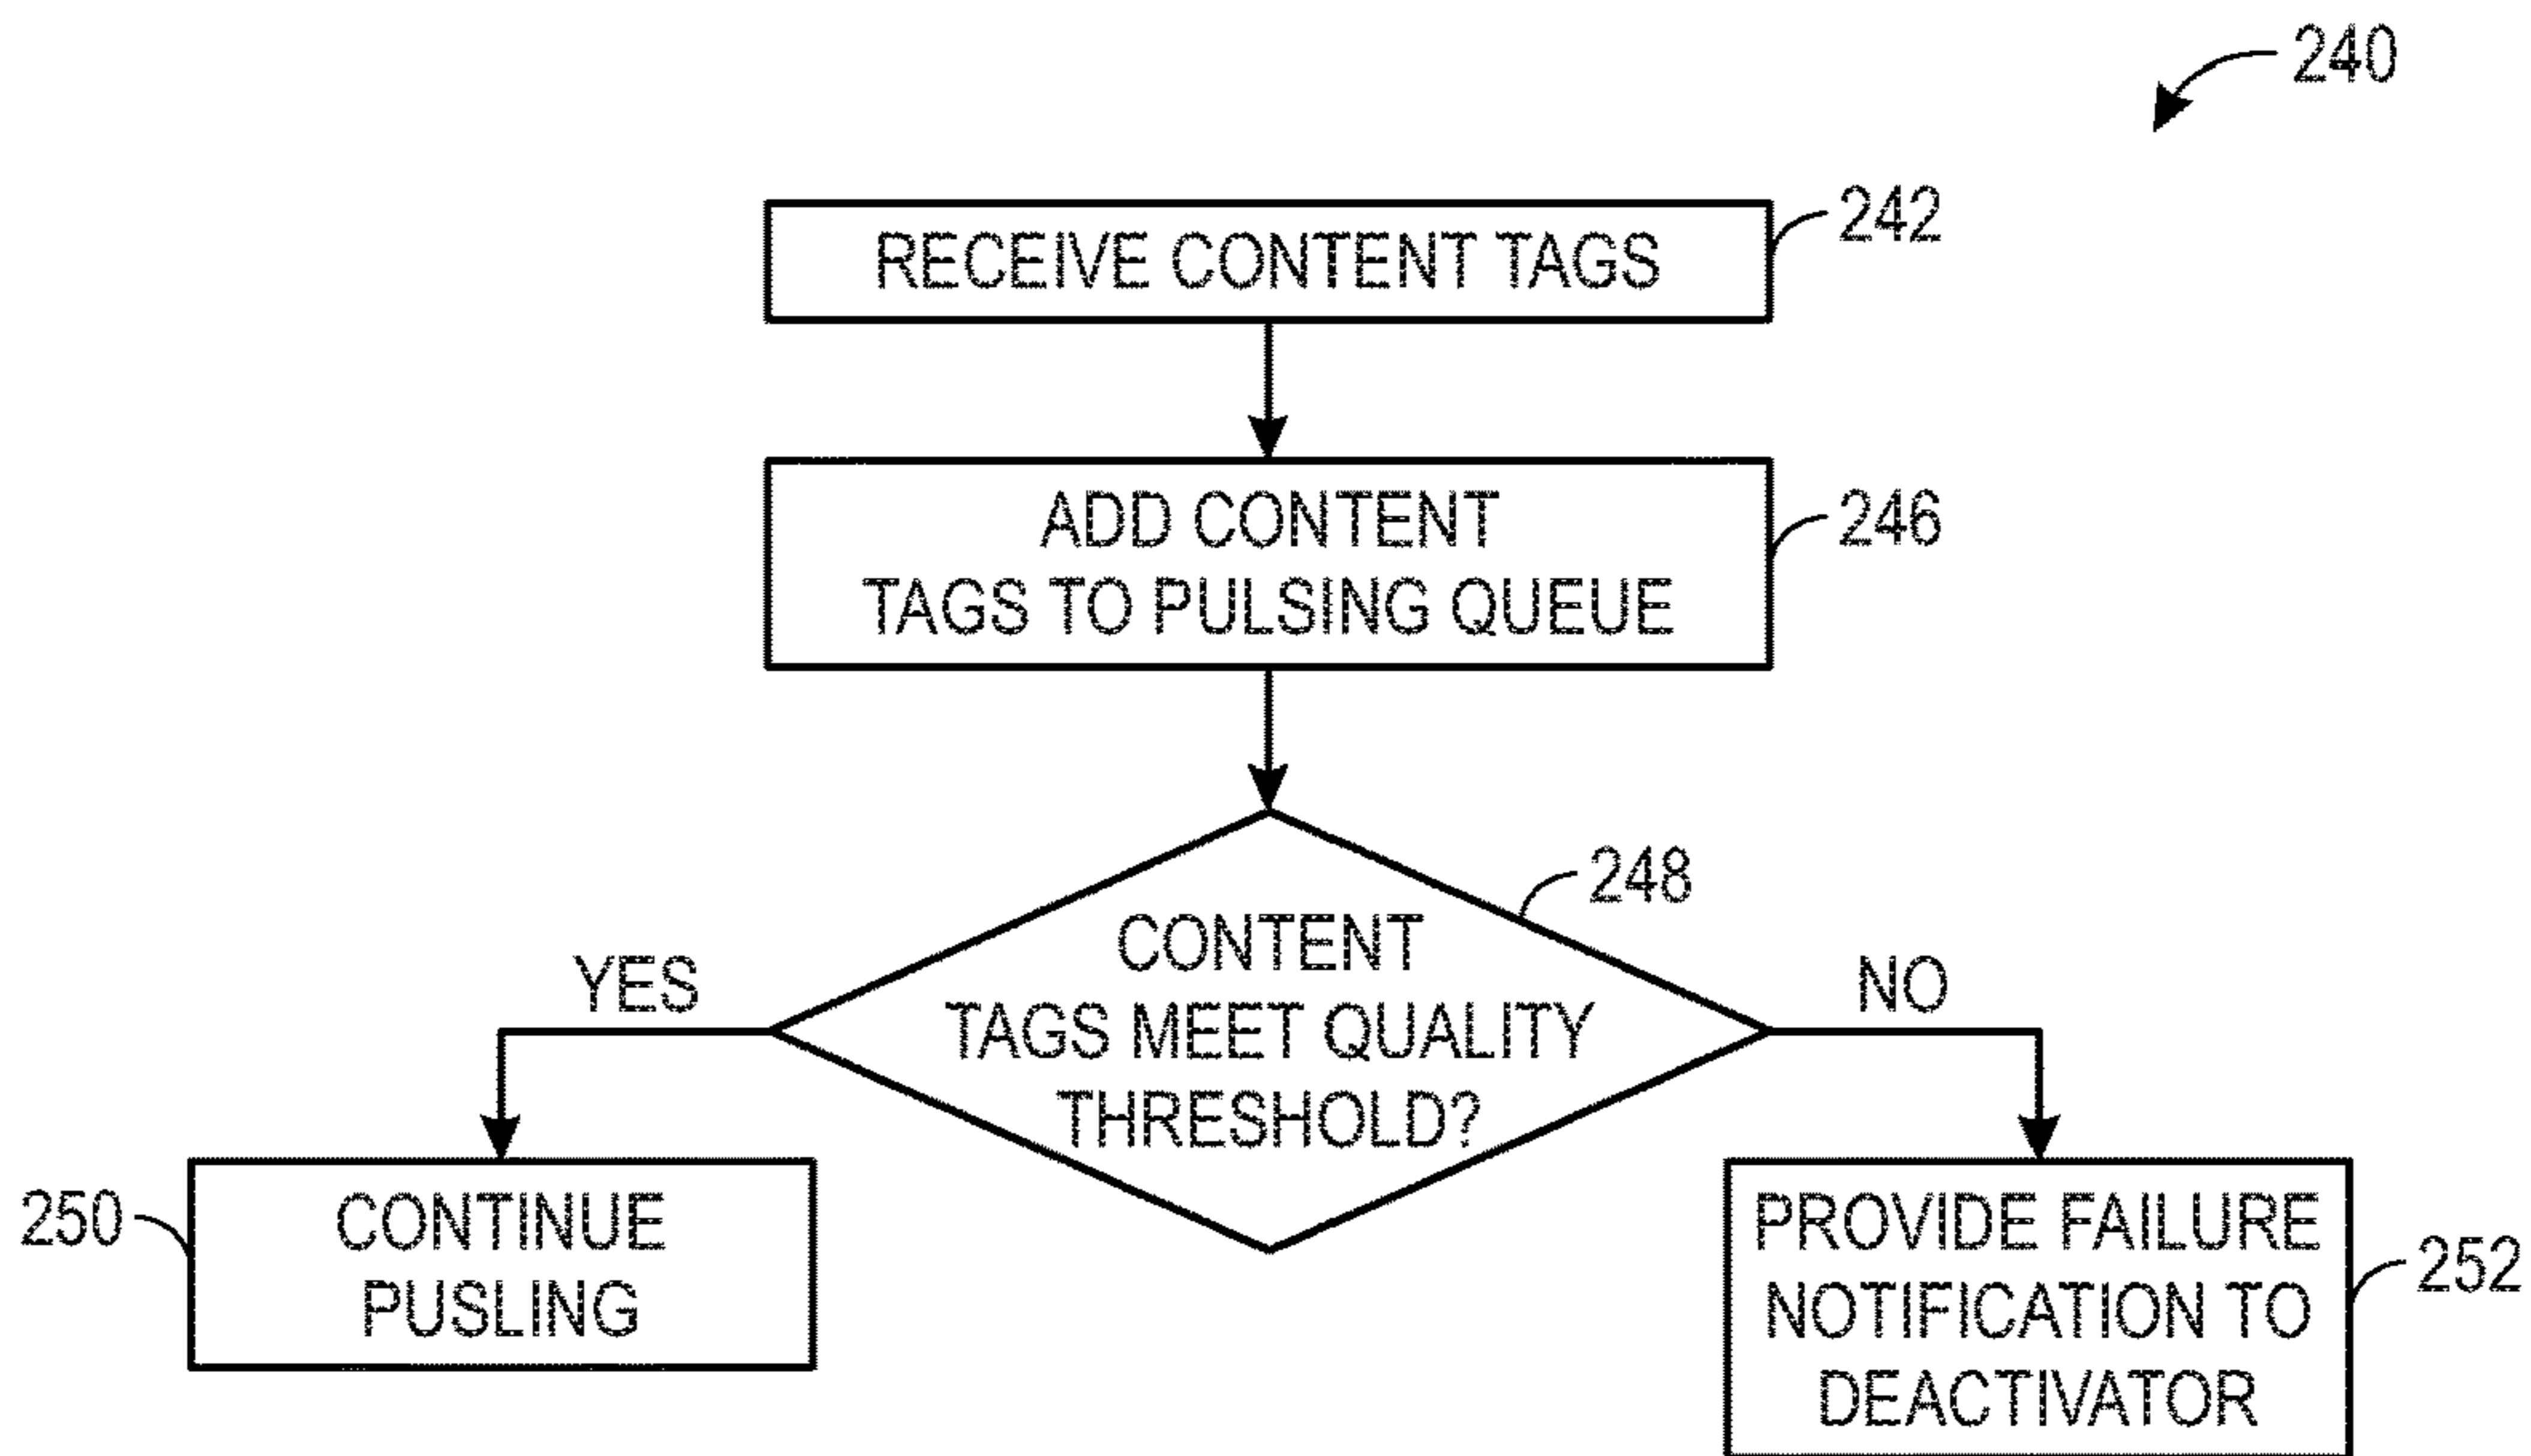 240
RECEIVE CONTENT TAGS
242
ADD CONTENT
TAGS TO PULSING QUEUE
246
248
CONTENT
TAGS MEET QUALITY
THRESHOLD?
YES
NO
250
CONTINUE
PUSLING
PROVIDE FAILURE
NOTIFICATION TO
DEACTIVATOR
252